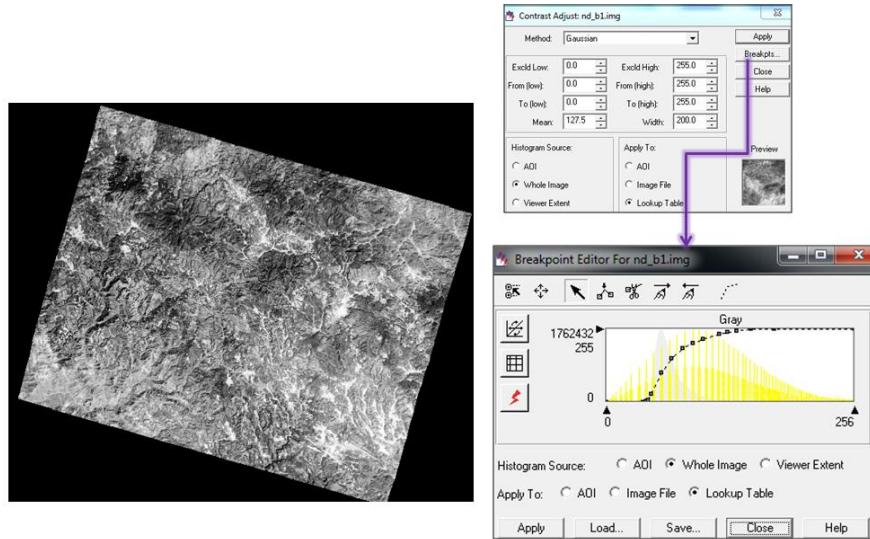 Contrast Adjust: nd_b1.img
Method: Gaussian Apply
Breakpts...
Excld Low: 0.0 Excld High: 255.0 Close
From (low): 0.0 From (high): 255.0 Help
To (low): 0.0 To (high): 255.0
Mean: 127.5 Width: 200.0
Histogram Source: Apply To: Preview
AOI AOI
Whole Image Image File
Viewer Extent Lookup Table
Breakpoint Editor For nd_b1.img
Gray
1762432
255
0
0 256
Histogram Source: AOI Whole Image Viewer Extent
Apply To: AOI Image File Lookup Table
Apply Load... Save... Close Help